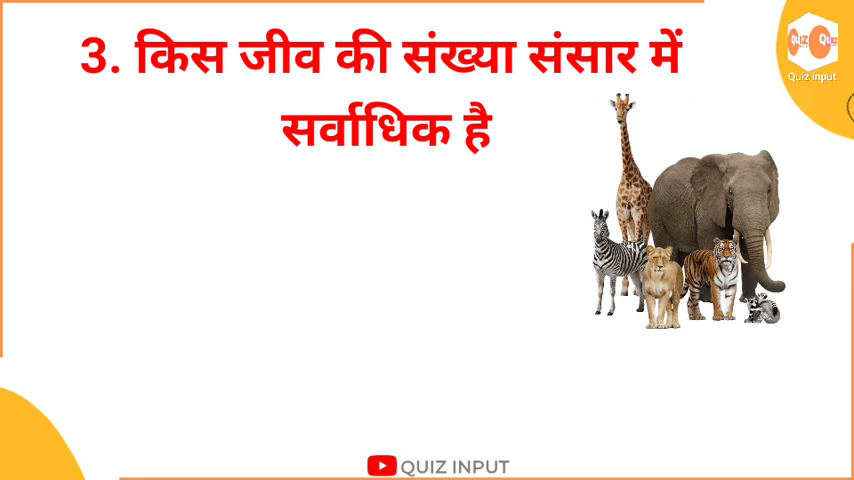 3. किस जीव की संख्या संसार में
सर्वाधिक है
Quiz input
QUIZ INPUT